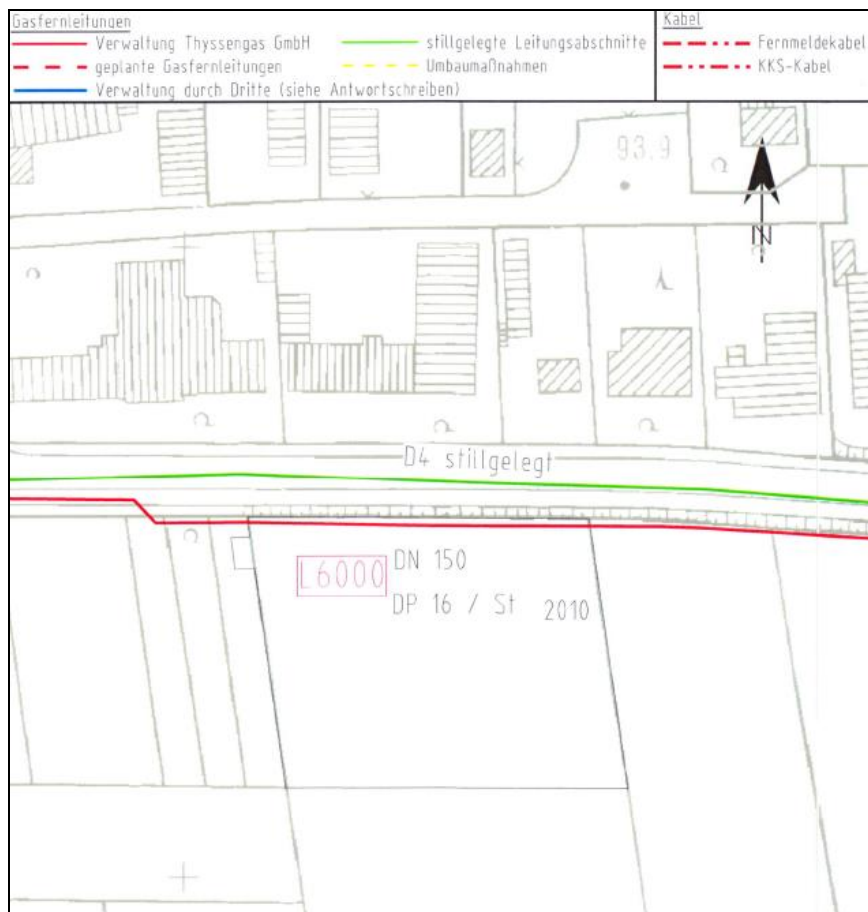 Gasfernleitungen
Verwaltung Thyssengas GmbH
geplante Gasfernleitungen
Verwaltung durch Dritte (siehe Antwortschreiben)
stillgelegte Leitungsabschnitte
Umbaumaßnahmen
Kabel
Fernmeldekabel
KKS-Kabel
93.9
N
D4 stillgelegt
L6000
DN 150
DP 16 / St 2010